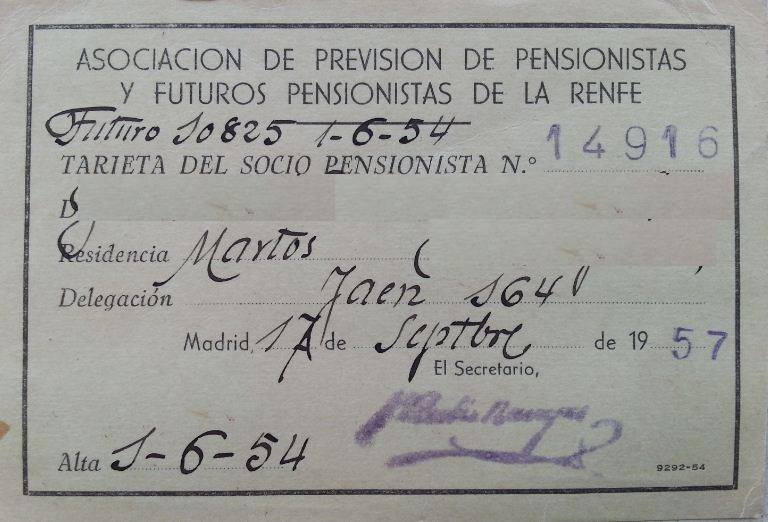 ASOCIACION DE PREVISION DE PENSIONISTAS
Y FUTUROS PENSIONISTAS DE LA RENFE
Futuro 10825 1-6-54
TARJETA DEL SOCIO PENSIONISTA N.° 14916
D
Residencia Martos
Delegación Jaén 164
Madrid, 17 de Septbre de 1957
El Secretario,
Alta 1-6-54
9292-54